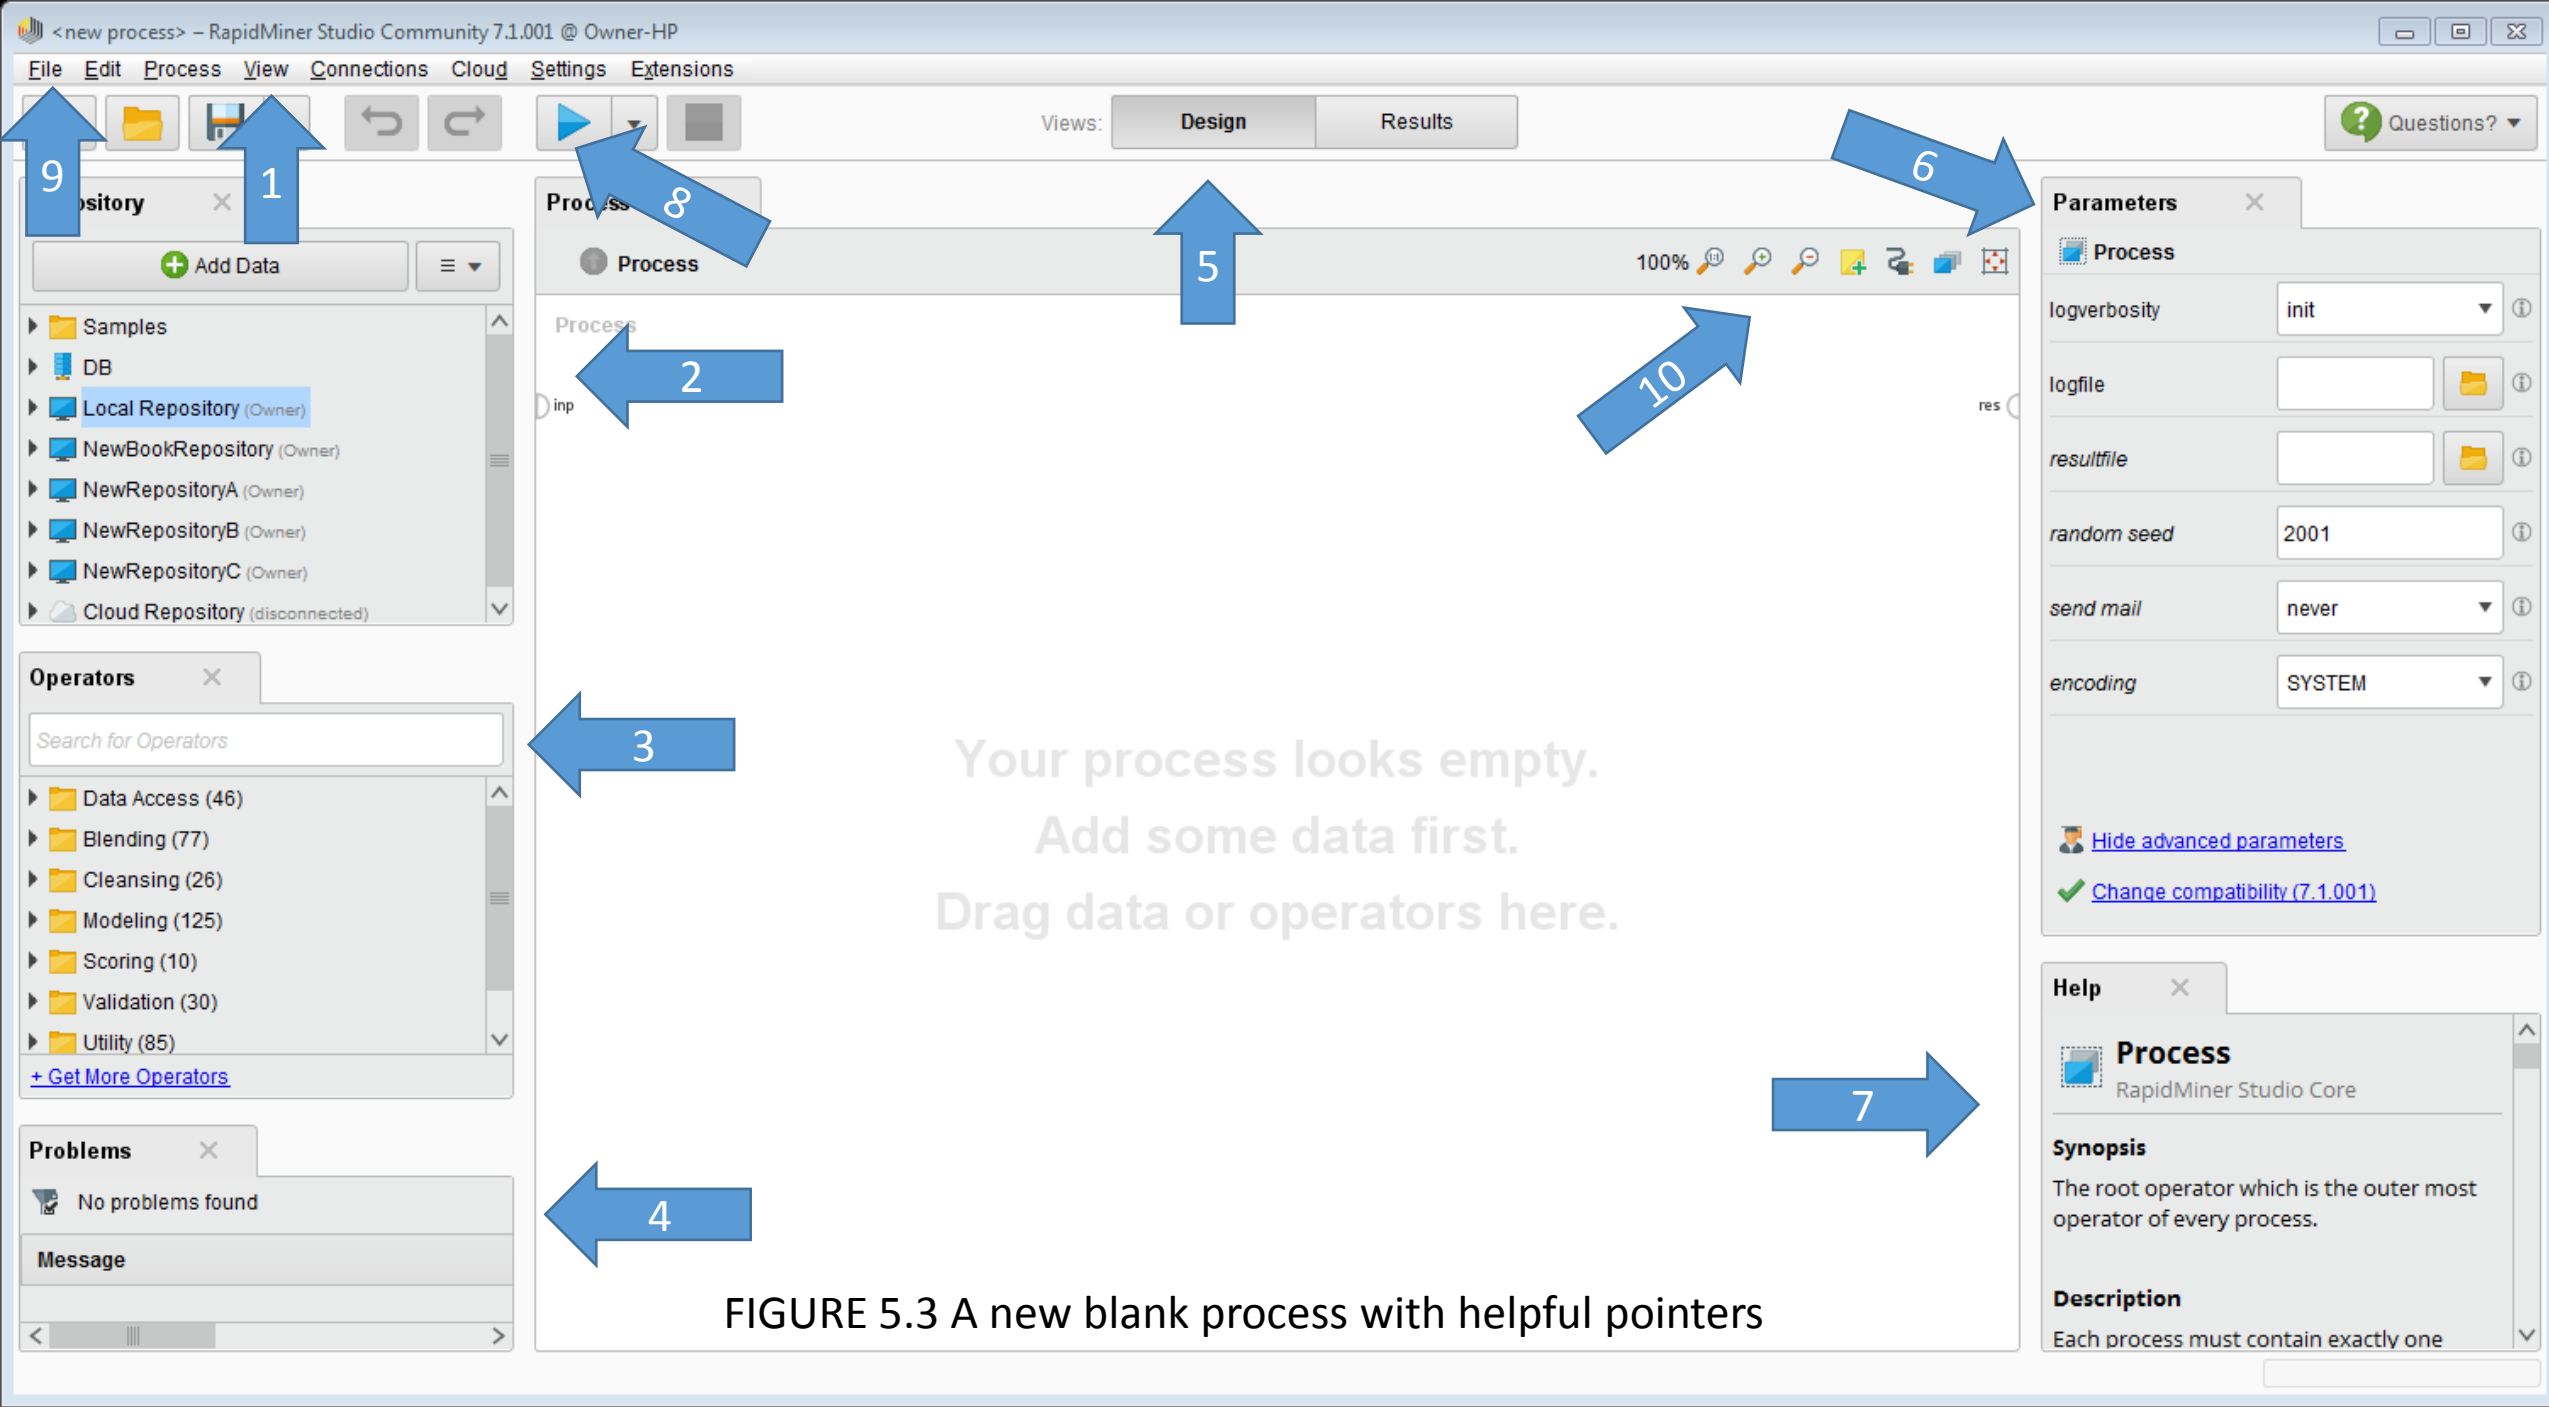 <new process> – RapidMiner Studio Community 7.1.001 @ Owner-HP
File Edit Process View Connections Cloud Settings Extensions
Views: Design Results
Questions?
9
1
8
5
6
sitory
Process
Parameters
Add Data
Process
100%
Process
Samples
DB
Local Repository (Owner)
NewBookRepository (Owner)
NewRepositoryA (Owner)
NewRepositoryB (Owner)
NewRepositoryC (Owner)
Cloud Repository (disconnected)
Process
2
inp
10
res
logverbosity init
logfile
resultfile
random seed 2001
send mail never
encoding SYSTEM
Hide advanced parameters
Change compatibility (7.1.001)
Operators
Search for Operators
3
Data Access (46)
Blending (77)
Cleansing (26)
Modeling (125)
Scoring (10)
Validation (30)
Utility (85)
+ Get More Operators
Your process looks empty.
Add some data first.
Drag data or operators here.
Problems
No problems found
Message
4
7
Help
Process
RapidMiner Studio Core
Synopsis
The root operator which is the outer most
operator of every process.
Description
Each process must contain exactly one
FIGURE 5.3 A new blank process with helpful pointers